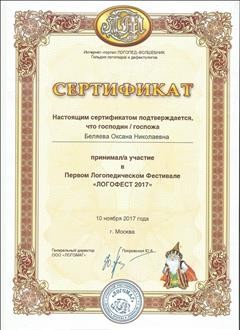 Интернет-портал ЛОГОПЕД-ВОЛШЕБНИК
Гильдия логопедов и дефектологов
СЕРТИФИКАТ
Настоящим сертификатом подтверждается,
что господин / госпожа
Беляева Оксана Николаевна
принимал/а участие
в
Первом Логопедическом Фестивале
«ЛОГОФЕСТ 2017»
10 ноября 2017 года
г. Москва
Генеральный директор
ООО «ЛОГОМАГ»
Покровская Ю.А.
ЛОГОМАГ